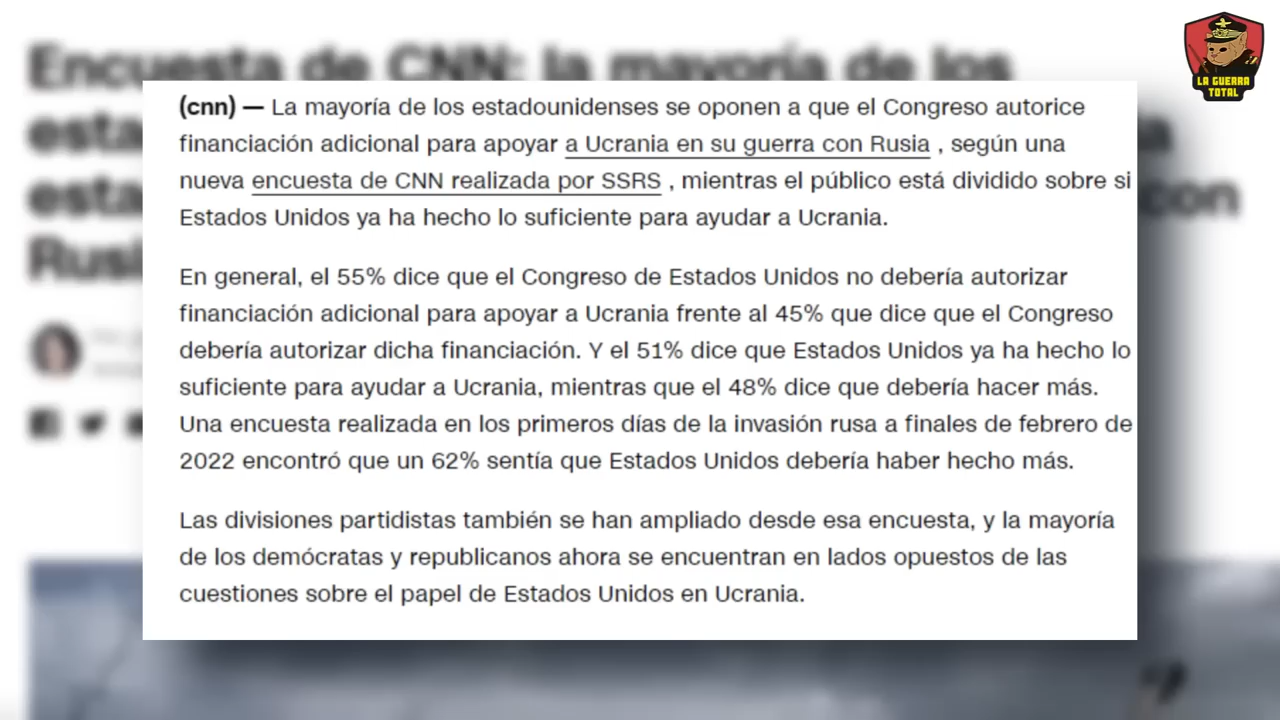 Encuesta de CNN: la mayoría de los
LA GUERRA
TOTAL
(cnn) — La mayoría de los estadounidenses se oponen a que el Congreso autorice
financiación adicional para apoyar a Ucrania en su guerra con Rusia , según una
nueva encuesta de CNN realizada por SSRS , mientras el público está dividido sobre si
Estados Unidos ya ha hecho lo suficiente para ayudar a Ucrania.
En general, el 55% dice que el Congreso de Estados Unidos no debería autorizar
financiación adicional para apoyar a Ucrania frente al 45% que dice que el Congreso
debería autorizar dicha financiación. Y el 51% dice que Estados Unidos ya ha hecho lo
suficiente para ayudar a Ucrania, mientras que el 48% dice que debería hacer más.
Una encuesta realizada en los primeros días de la invasión rusa a finales de febrero de
2022 encontró que un 62% sentía que Estados Unidos debería haber hecho más.
Las divisiones partidistas también se han ampliado desde esa encuesta, y la mayoría
de los demócratas y republicanos ahora se encuentran en lados opuestos de las
cuestiones sobre el papel de Estados Unidos en Ucrania.
con